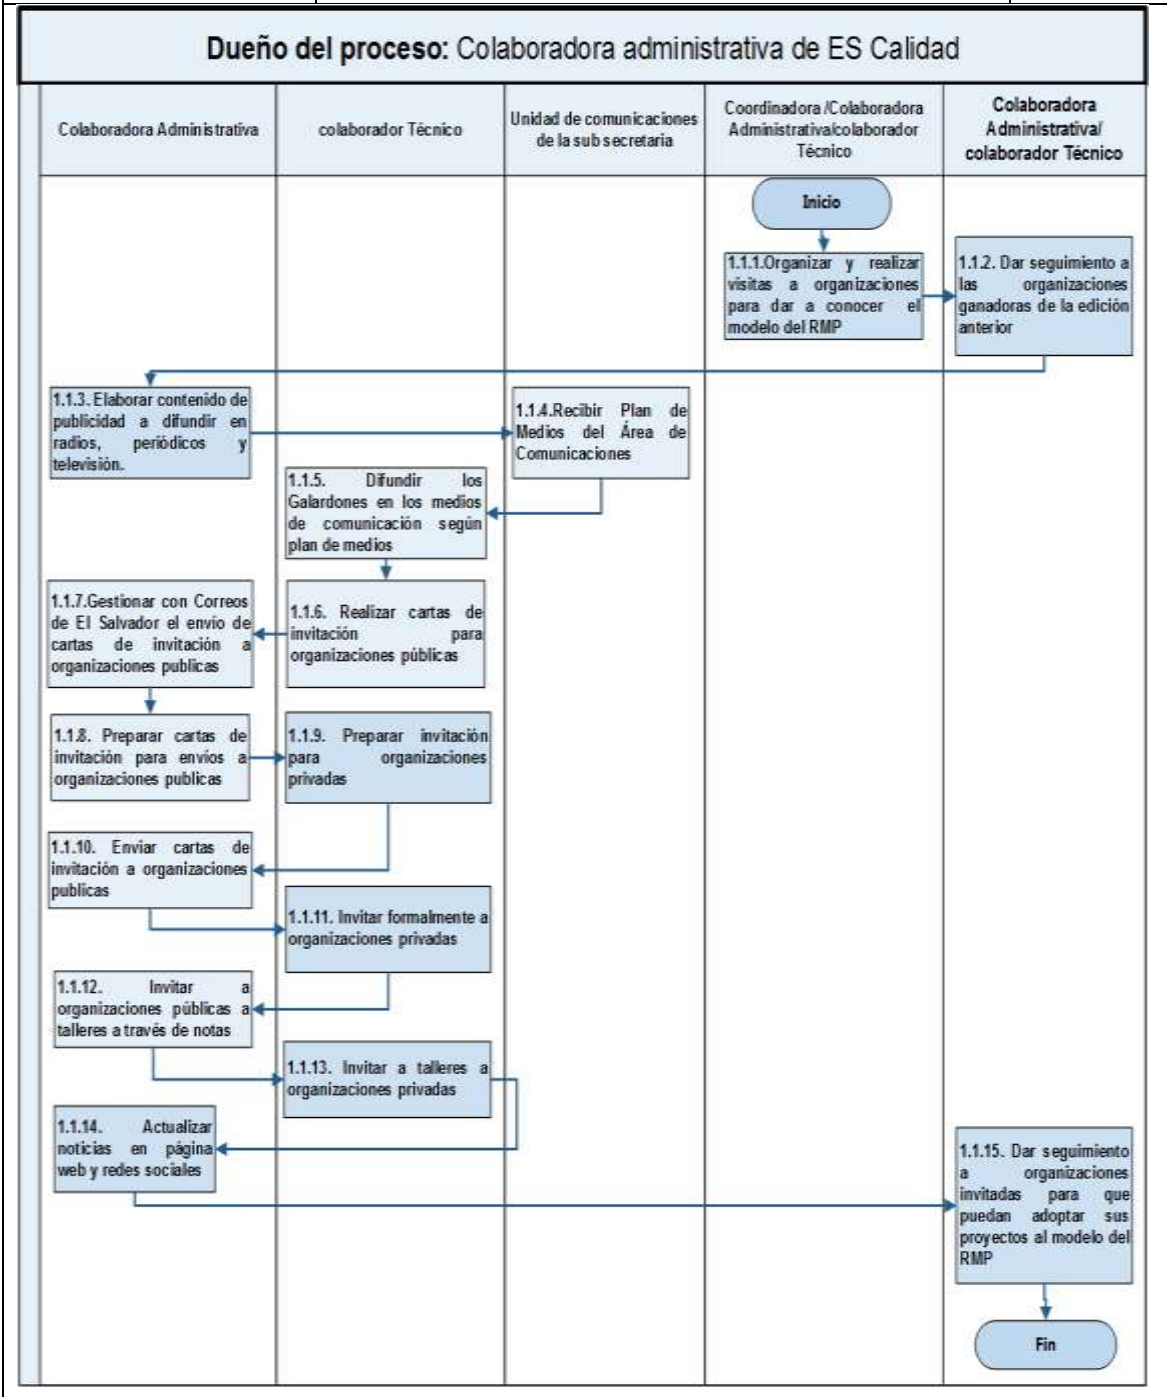 Dueño del proceso: Colaboradora administrativa de ES Calidad
Colaboradora Administrativa
colaborador Técnico
Unidad de comunicaciones
de la sub secretaria
Coordinadora /Colaboradora
Administrativa/colaborador
Técnico
Colaboradora
Administrativa/
colaborador Técnico
Inicio
1.1.1.Organizar y realizar
visitas a organizaciones
para dar a conocer el
modelo del RMP
1.1.2. Dar seguimiento a
las organizaciones
ganadoras de la edición
anterior
1.1.3. Elaborar contenido de
publicidad a difundir en
radios, periódicos y
televisión.
1.1.4.Recibir Plan de
Medios del Área de
Comunicaciones
1.1.5. Difundir los
Galardones en los medios
de comunicación según
plan de medios
1.1.6. Realizar cartas de
invitación para
organizaciones públicas
1.1.7.Gestionar con Correos
de El Salvador el envío de
cartas de invitación a
organizaciones publicas
1.1.8. Preparar cartas de
invitación para envíos a
organizaciones publicas
1.1.9. Preparar invitación
para organizaciones
privadas
1.1.10. Enviar cartas de
invitación a organizaciones
publicas
1.1.11. Invitar formalmente a
organizaciones privadas
1.1.12. Invitar a
organizaciones públicas a
talleres a través de notas
1.1.13. Invitar a talleres a
organizaciones privadas
1.1.14. Actualizar
noticias en página
web y redes sociales
1.1.15. Dar seguimiento
a organizaciones
invitadas para que
puedan adoptar sus
proyectos al modelo del
RMP
Fin